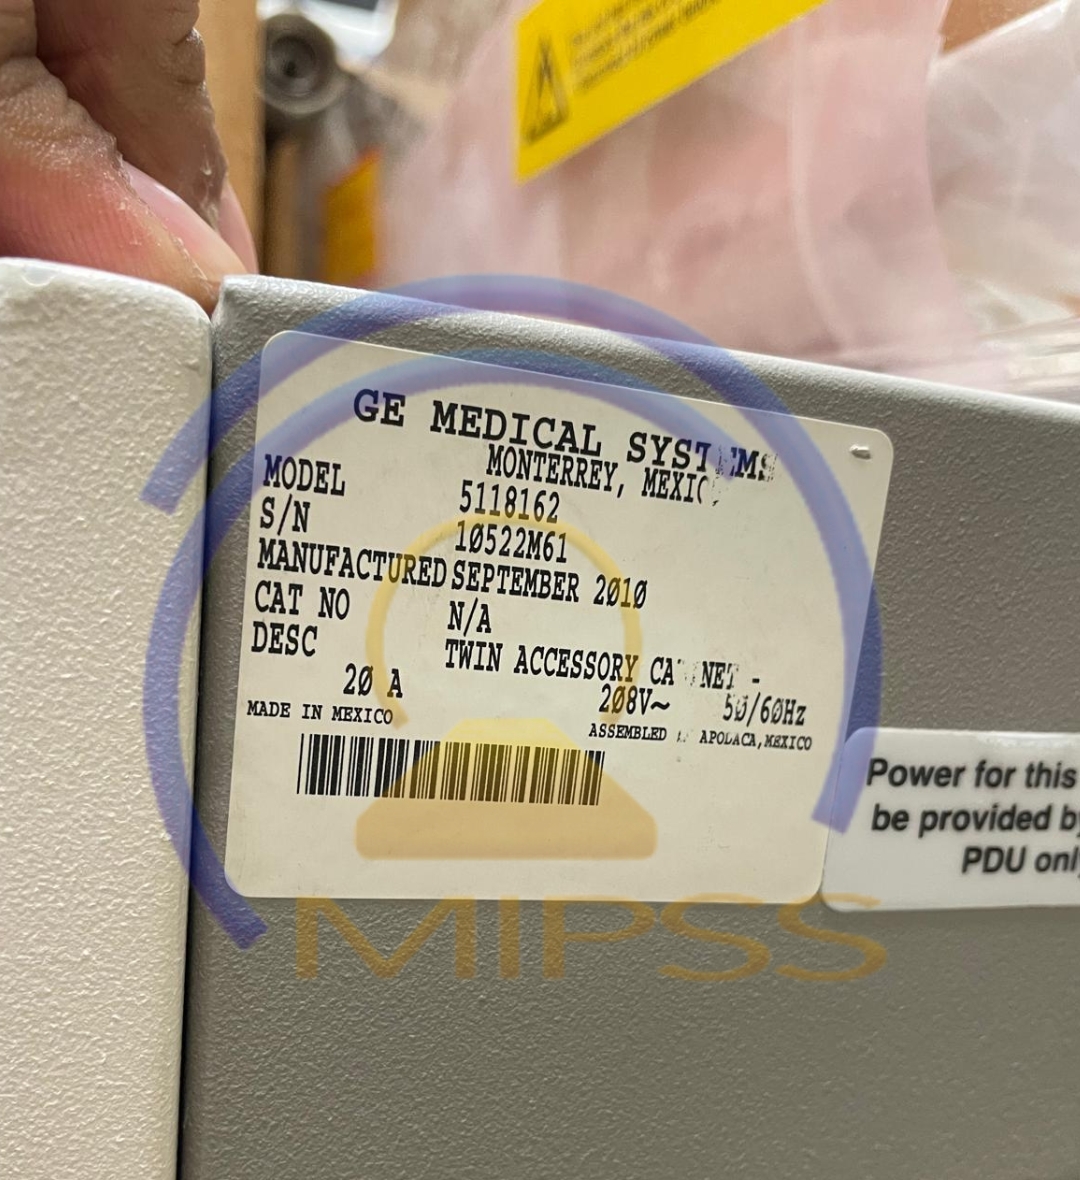 GE MEDICAL SYSTEMS
MONTERREY, MEXICO
MODEL 5118162
S/N 10522M61
MANUFACTURED SEPTEMBER 2010
CAT NO N/A
DESC TWIN ACCESSORY CABINET -
20 A 208V~ 50/60Hz
MADE IN MEXICO ASSEMBLED APODACA, MEXICO
Power for this
be provided by
PDU only
MIPSS